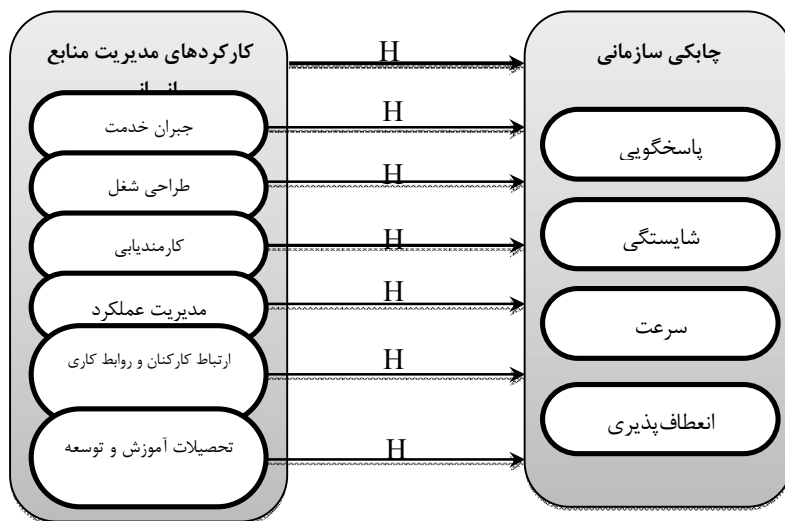 کارکردهای مدیریت منابع
جبران خدمت
طراحی شغل
کارمندیابی
مدیریت عملکرد
ارتباط کارکنان و روابط کاری
تحصیلات آموزش و توسعه
H
H
H
H
H
H
H
چابکی سازمانی
پاسخگویی
شایستگی
سرعت
انعطاف‌پذیری